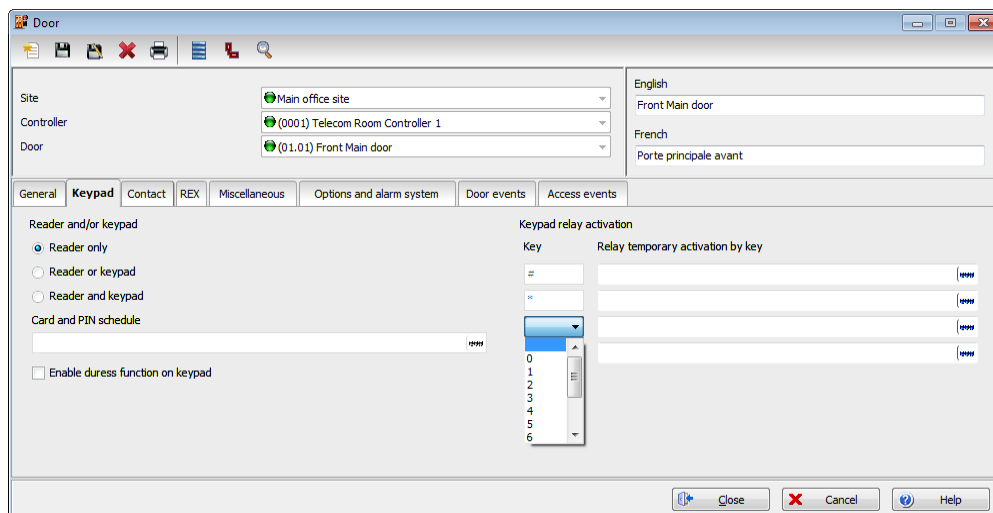 Door
English
Site
Main office site
Front Main door
Controller
(0001) Telecom Room Controller 1
French
Door
(01.01) Front Main door
Porte principale avant
General Keypad Contact REX Miscellaneous Options and alarm system Door events Access events
Reader and/or keypad
Keypad relay activation
Reader only
Key
Relay temporary activation by key
Reader or keypad
#
Reader and keypad
*
Card and PIN schedule
0
1
Enable duress function on keypad
2
3
4
5
6
Close Cancel Help